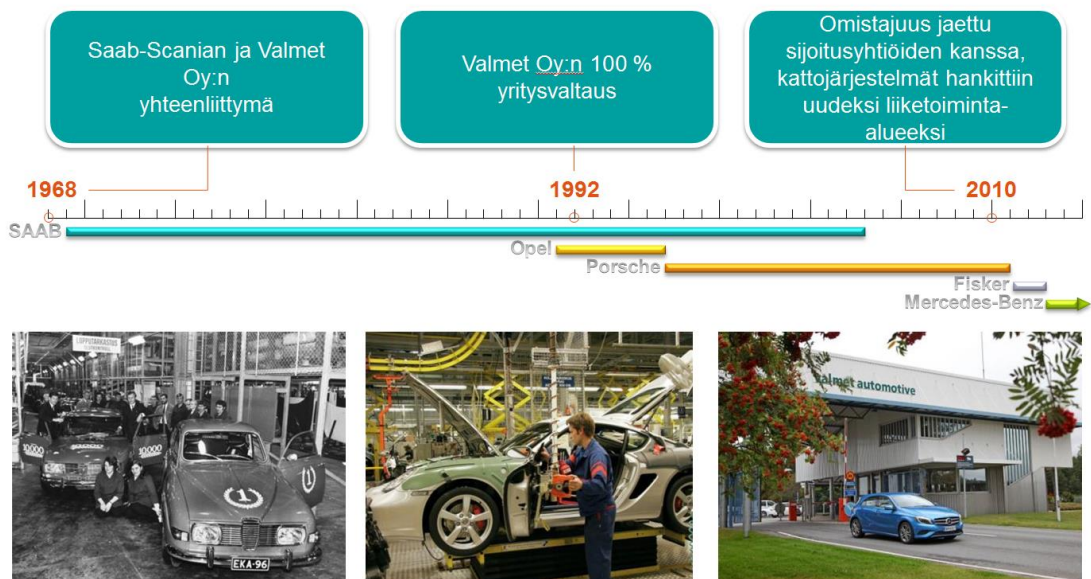 Saab-Scanian ja Valmet
Oy:n
yhteenliittymä
Valmet Oy:n 100 %
yritysvaltaus
Omistajuus jaettu
sijoitusyhtiöiden kanssa,
kattojärjestelmät hankittiin
uudeksi liiketoiminta-
alueeksi
1968
1992
2010
SAAB
Opel
Porsche
Fisker
Mercedes-Benz
LOPPUTARKASTUS
10000
10000
1
1
EKA-96
valmet automotive